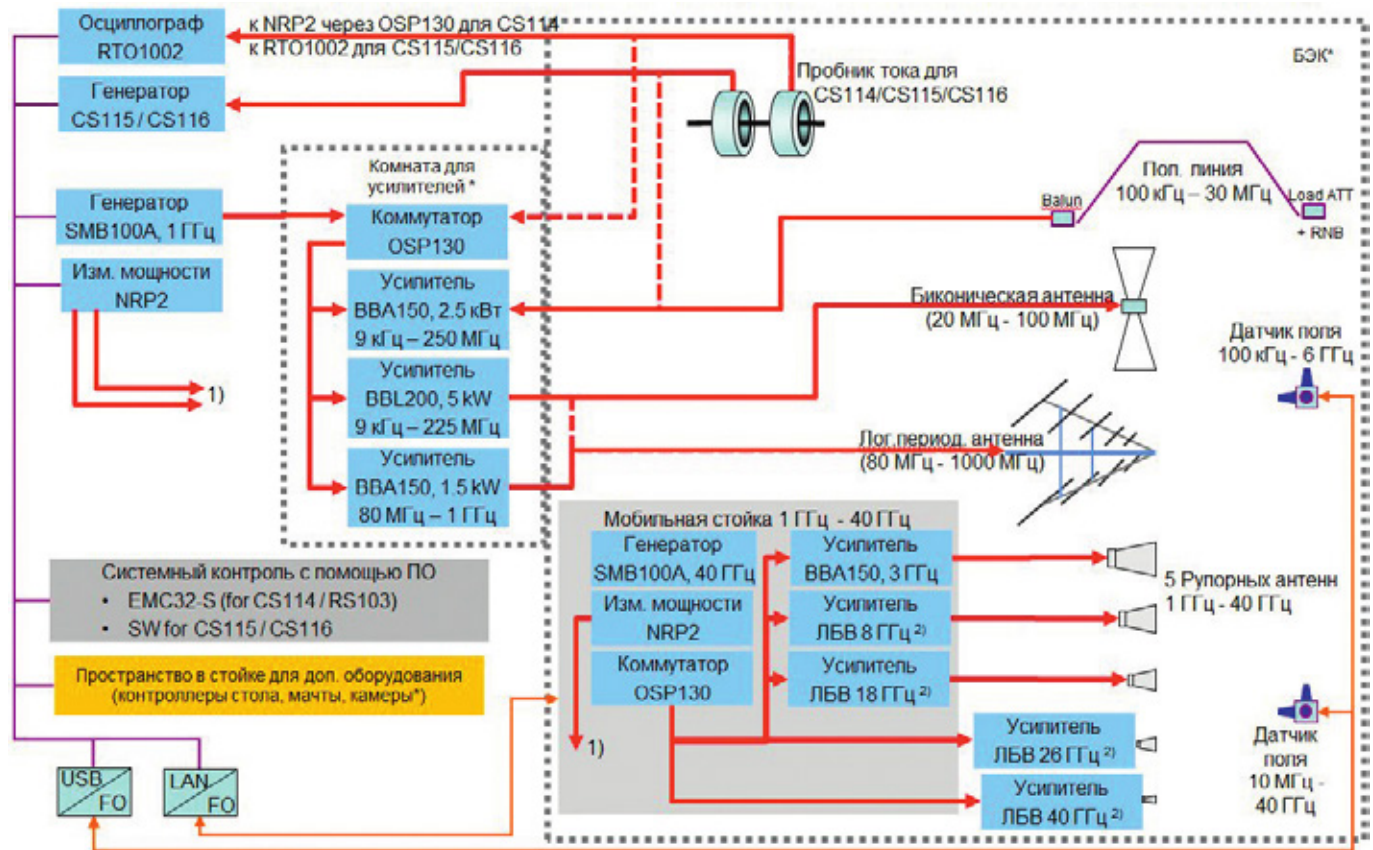 Осциппограф
RTO1002
к NRP2 через OSP130 для CS114
к RTO1002 для CS115/CS116
Генератор
CS115 / CS116
Пробник тока для
CS114/CS115/CS116
БЭК*
Комната для
усилителей *
Генератор
SMB100A, 1 ГГц
Коммутатор
OSP130
Изм. мощности
NRP2
Усилитель
BBA150, 2.5 кВт
9 кГц – 250 МГц
Усилитель
BBL200, 5 kW
9 кГц – 225 МГц
Усилитель
BBA150, 1.5 kW
80 МГц – 1 ГГц
1)
Поп. линия
100 кГц – 30 МГц
Balun
Load ATT
+ RNB
Биконическая антенна
(20 МГц - 100 МГц)
Датчик поля
100 кГц - 6 ГГц
Лог.период. антенна
(80 МГц - 1000 МГц)
Мобильная стойка 1 ГГц - 40 ГГц
Генератор
SMB100A, 40 ГГц
Изм. мощности
NRP2
Коммутатор
OSP130
1)
Усилитель
BBA150, 3 ГГц
Усилитель
ЛБВ 8 ГГц 2)
Усилитель
ЛБВ 18 ГГц 2)
Усилитель
ЛБВ 26 ГГц 2)
Усилитель
ЛБВ 40 ГГц 2)
5 Рупорных антенн
1 ГГц - 40 ГГц
Датчик
поля
10 МГц -
40 ГГц
Системный контроль с помощью ПО
• EMC32-S (for CS114 / RS103)
• SW for CS115 / CS116
Пространство в стойке для доп. оборудования
(контроллеры стола, мачты, камеры*)
USB
FO
LAN
FO